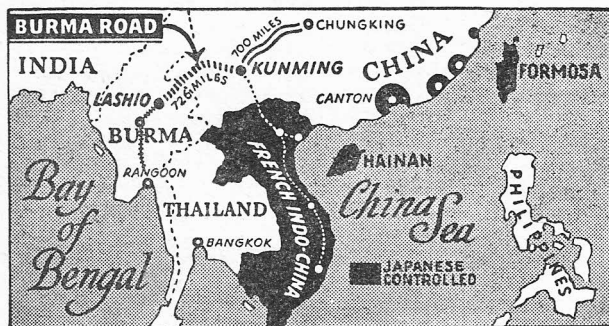 BURMA ROAD
700 MILES
CHUNGKING
INDIA
KUNMING
CHINA
FORMOSA
LASHIO
726 MILES
CANTON
BURMA
FRENCH INDO-CHINA
HAINAN
RANGOON
Bay of Bengal
THAILAND
China Sea
PHILIPPINES
BANGKOK
JAPANESE
CONTROLLED